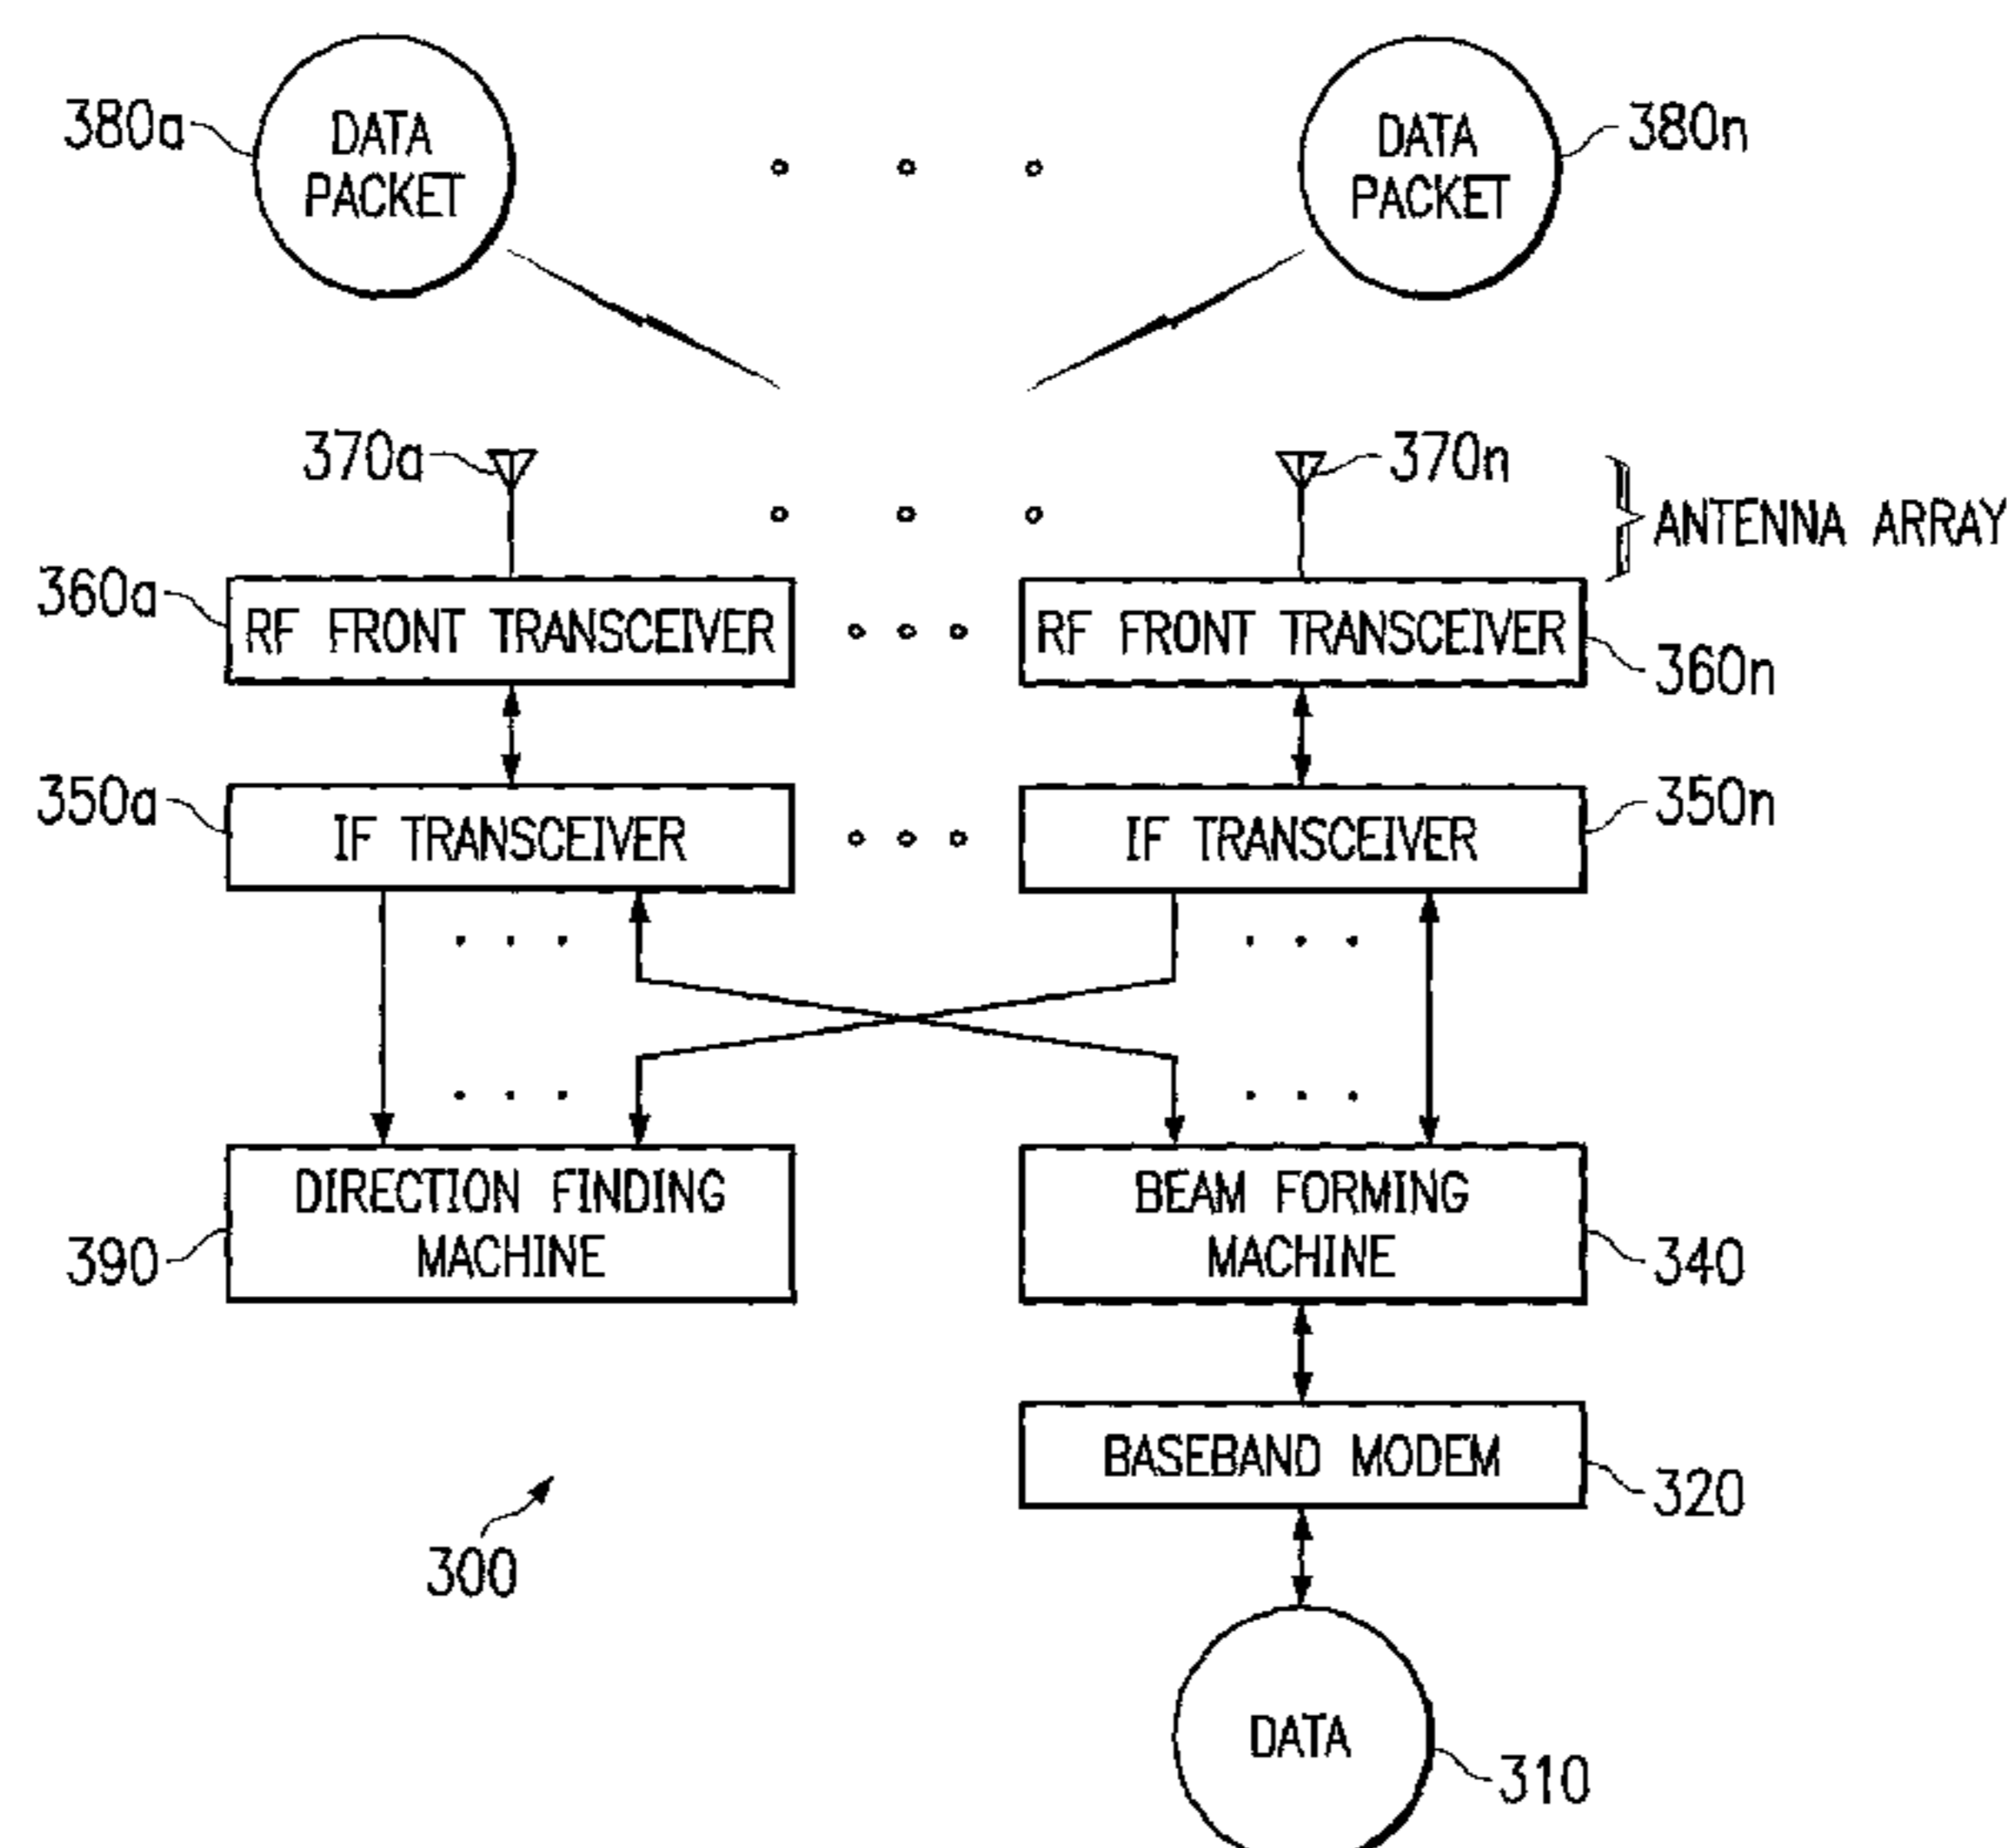 380a
DATA
PACKET
DATA
PACKET
380n
370a
370n
ANTENNA ARRAY
360a
RF FRONT TRANSCEIVER
RF FRONT TRANSCEIVER
360n
350a
IF TRANSCEIVER
IF TRANSCEIVER
350n
DIRECTION FINDING
MACHINE
390
BEAM FORMING
MACHINE
340
BASEBAND MODEM
320
300
DATA
310